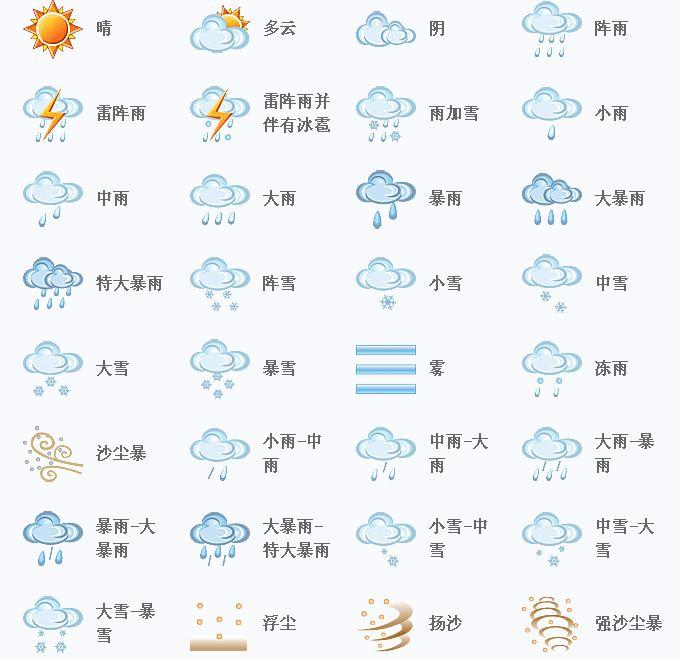 晴
多云
阴
阵雨
雷阵雨
雷阵雨并
伴有冰雹
雨加雪
小雨
中雨
大雨
暴雨
大暴雨
特大暴雨
阵雪
小雪
中雪
大雪
暴雪
雾
冻雨
沙尘暴
小雨-中
雨
中雨-大
雨
大雨-暴
雨
暴雨-大
暴雨
大暴雨-
特大暴雨
小雪-中
雪
中雪-大
雪
大雪-暴
雪
浮尘
扬沙
强沙尘暴